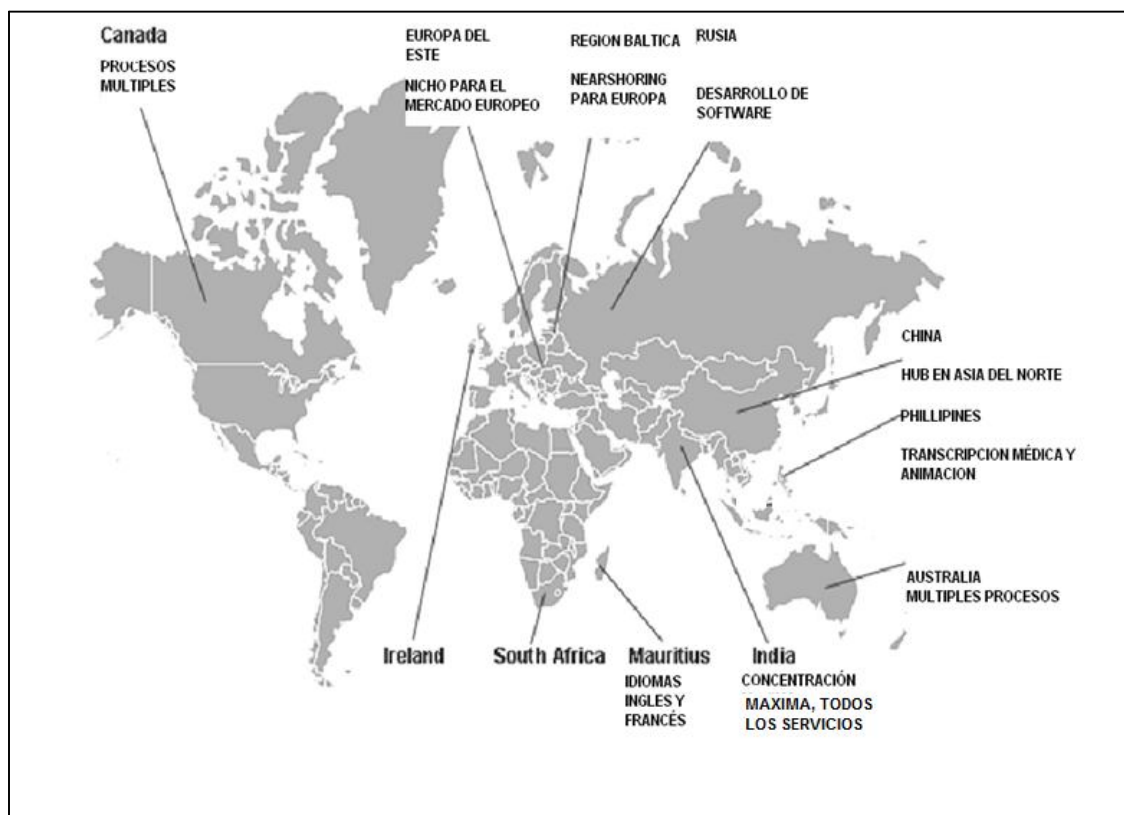 Canada
PROCESOS
MULTIPLES
EUROPA DEL
ESTE
NICHO PARA EL
MERCADO EUROPEO
REGION BALTICA
NEARSHORING
PARA EUROPA
RUSIA
DESARROLLO DE
SOFTWARE
CHINA
HUB EN ASIA DEL NORTE
PHILLIPINES
TRANSCRIPCION MÉDICA Y
ANIMACION
AUSTRALIA
MULTIPLES PROCESOS
Ireland
South Africa
Mauritius
IDIOMAS
INGLES Y
FRANCÉS
India
CONCENTRACIÓN
MAXIMA, TODOS
LOS SERVICIOS